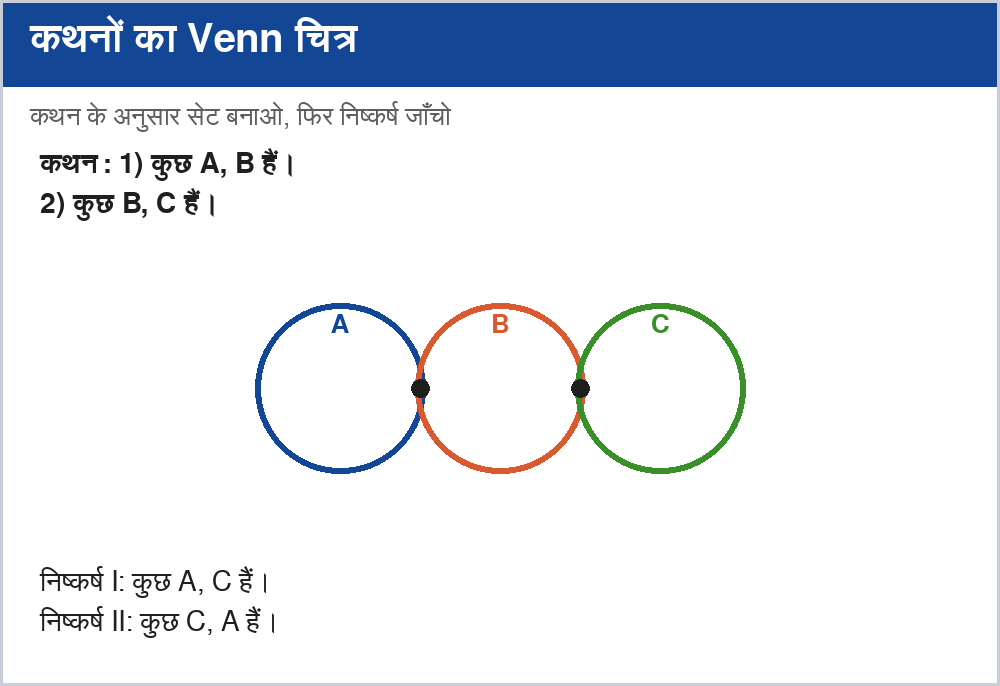 कथनों का Venn चित्र
कथन के अनुसार सेट बनाओ, फिर निष्कर्ष जाँचो
कथन: 1) कुछ A, B हैं।
2) कुछ B, C हैं।
A B C
निष्कर्ष I: कुछ A, C हैं।
निष्कर्ष II: कुछ C, A हैं।